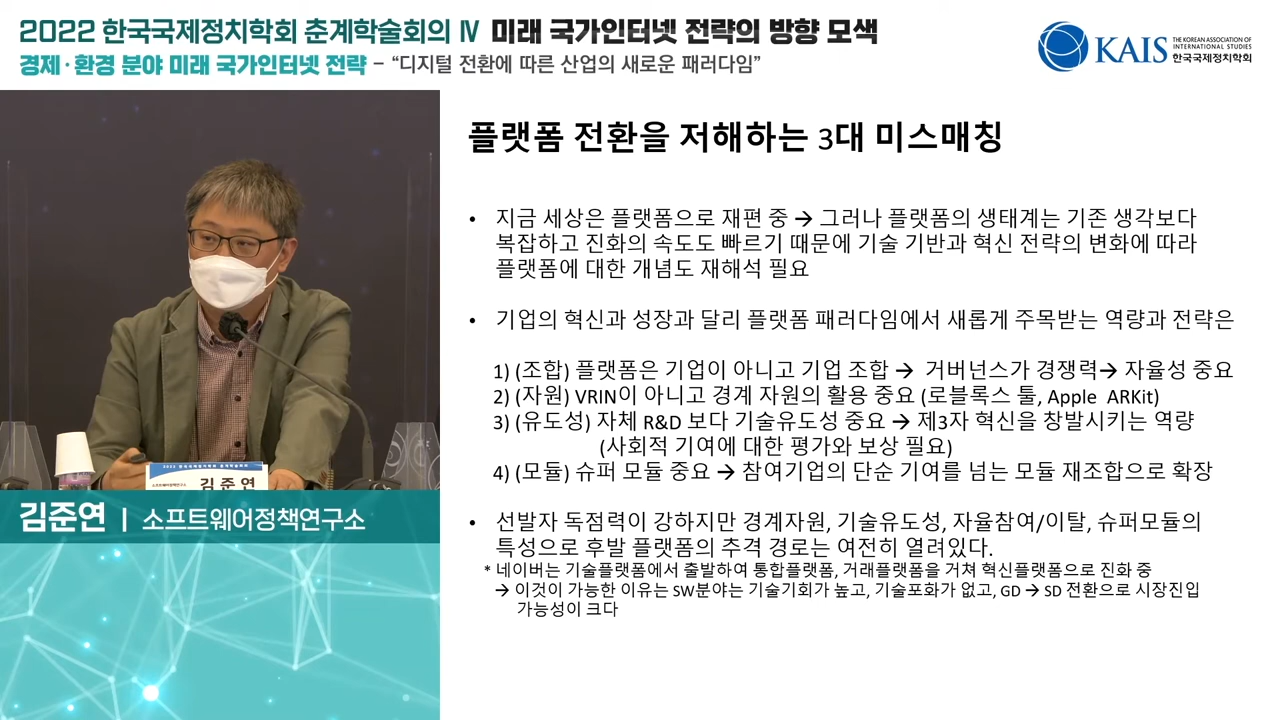 2022 한국국제정치학회 춘계학술회의 Ⅳ 미래 국가인터넷 전략의 방향 모색
경제·환경 분야 미래 국가인터넷 전략 – “디지털 전환에 따른 산업의 새로운 패러다임”
KAIS
THE KOREAN ASSOCIATION OF
INTERNATIONAL STUDIES
한국국제정치학회
플랫폼 전환을 저해하는 3대 미스매칭
• 지금 세상은 플랫폼으로 재편 중 → 그러나 플랫폼의 생태계는 기존 생각보다
복잡하고 진화의 속도도 빠르기 때문에 기술 기반과 혁신 전략의 변화에 따라
플랫폼에 대한 개념도 재해석 필요
• 기업의 혁신과 성장과 달리 플랫폼 패러다임에서 새롭게 주목받는 역량과 전략은
1) (조합) 플랫폼은 기업이 아니고 기업 조합 → 거버넌스가 경쟁력→ 자율성 중요
2) (자원) VRIN이 아니고 경계 자원의 활용 중요 (로블록스 툴, Apple ARKit)
3) (유도성) 자체 R&D 보다 기술유도성 중요 → 제3자 혁신을 창발시키는 역량
(사회적 기여에 대한 평가와 보상 필요)
4) (모듈) 슈퍼 모듈 중요 → 참여기업의 단순 기여를 넘는 모듈 재조합으로 확장
• 선발자 독점력이 강하지만 경계자원, 기술유도성, 자율참여/이탈, 슈퍼모듈의
특성으로 후발 플랫폼의 추격 경로는 여전히 열려있다.
* 네이버는 기술플랫폼에서 출발하여 통합플랫폼, 거래플랫폼을 거쳐 혁신플랫폼으로 진화 중
→ 이것이 가능한 이유는 SW분야는 기술기회가 높고, 기술포화가 없고, GD → SD 전환으로 시장진입
가능성이 크다
소프트웨어정책연구소
김준연
김준연 | 소프트웨어정책연구소